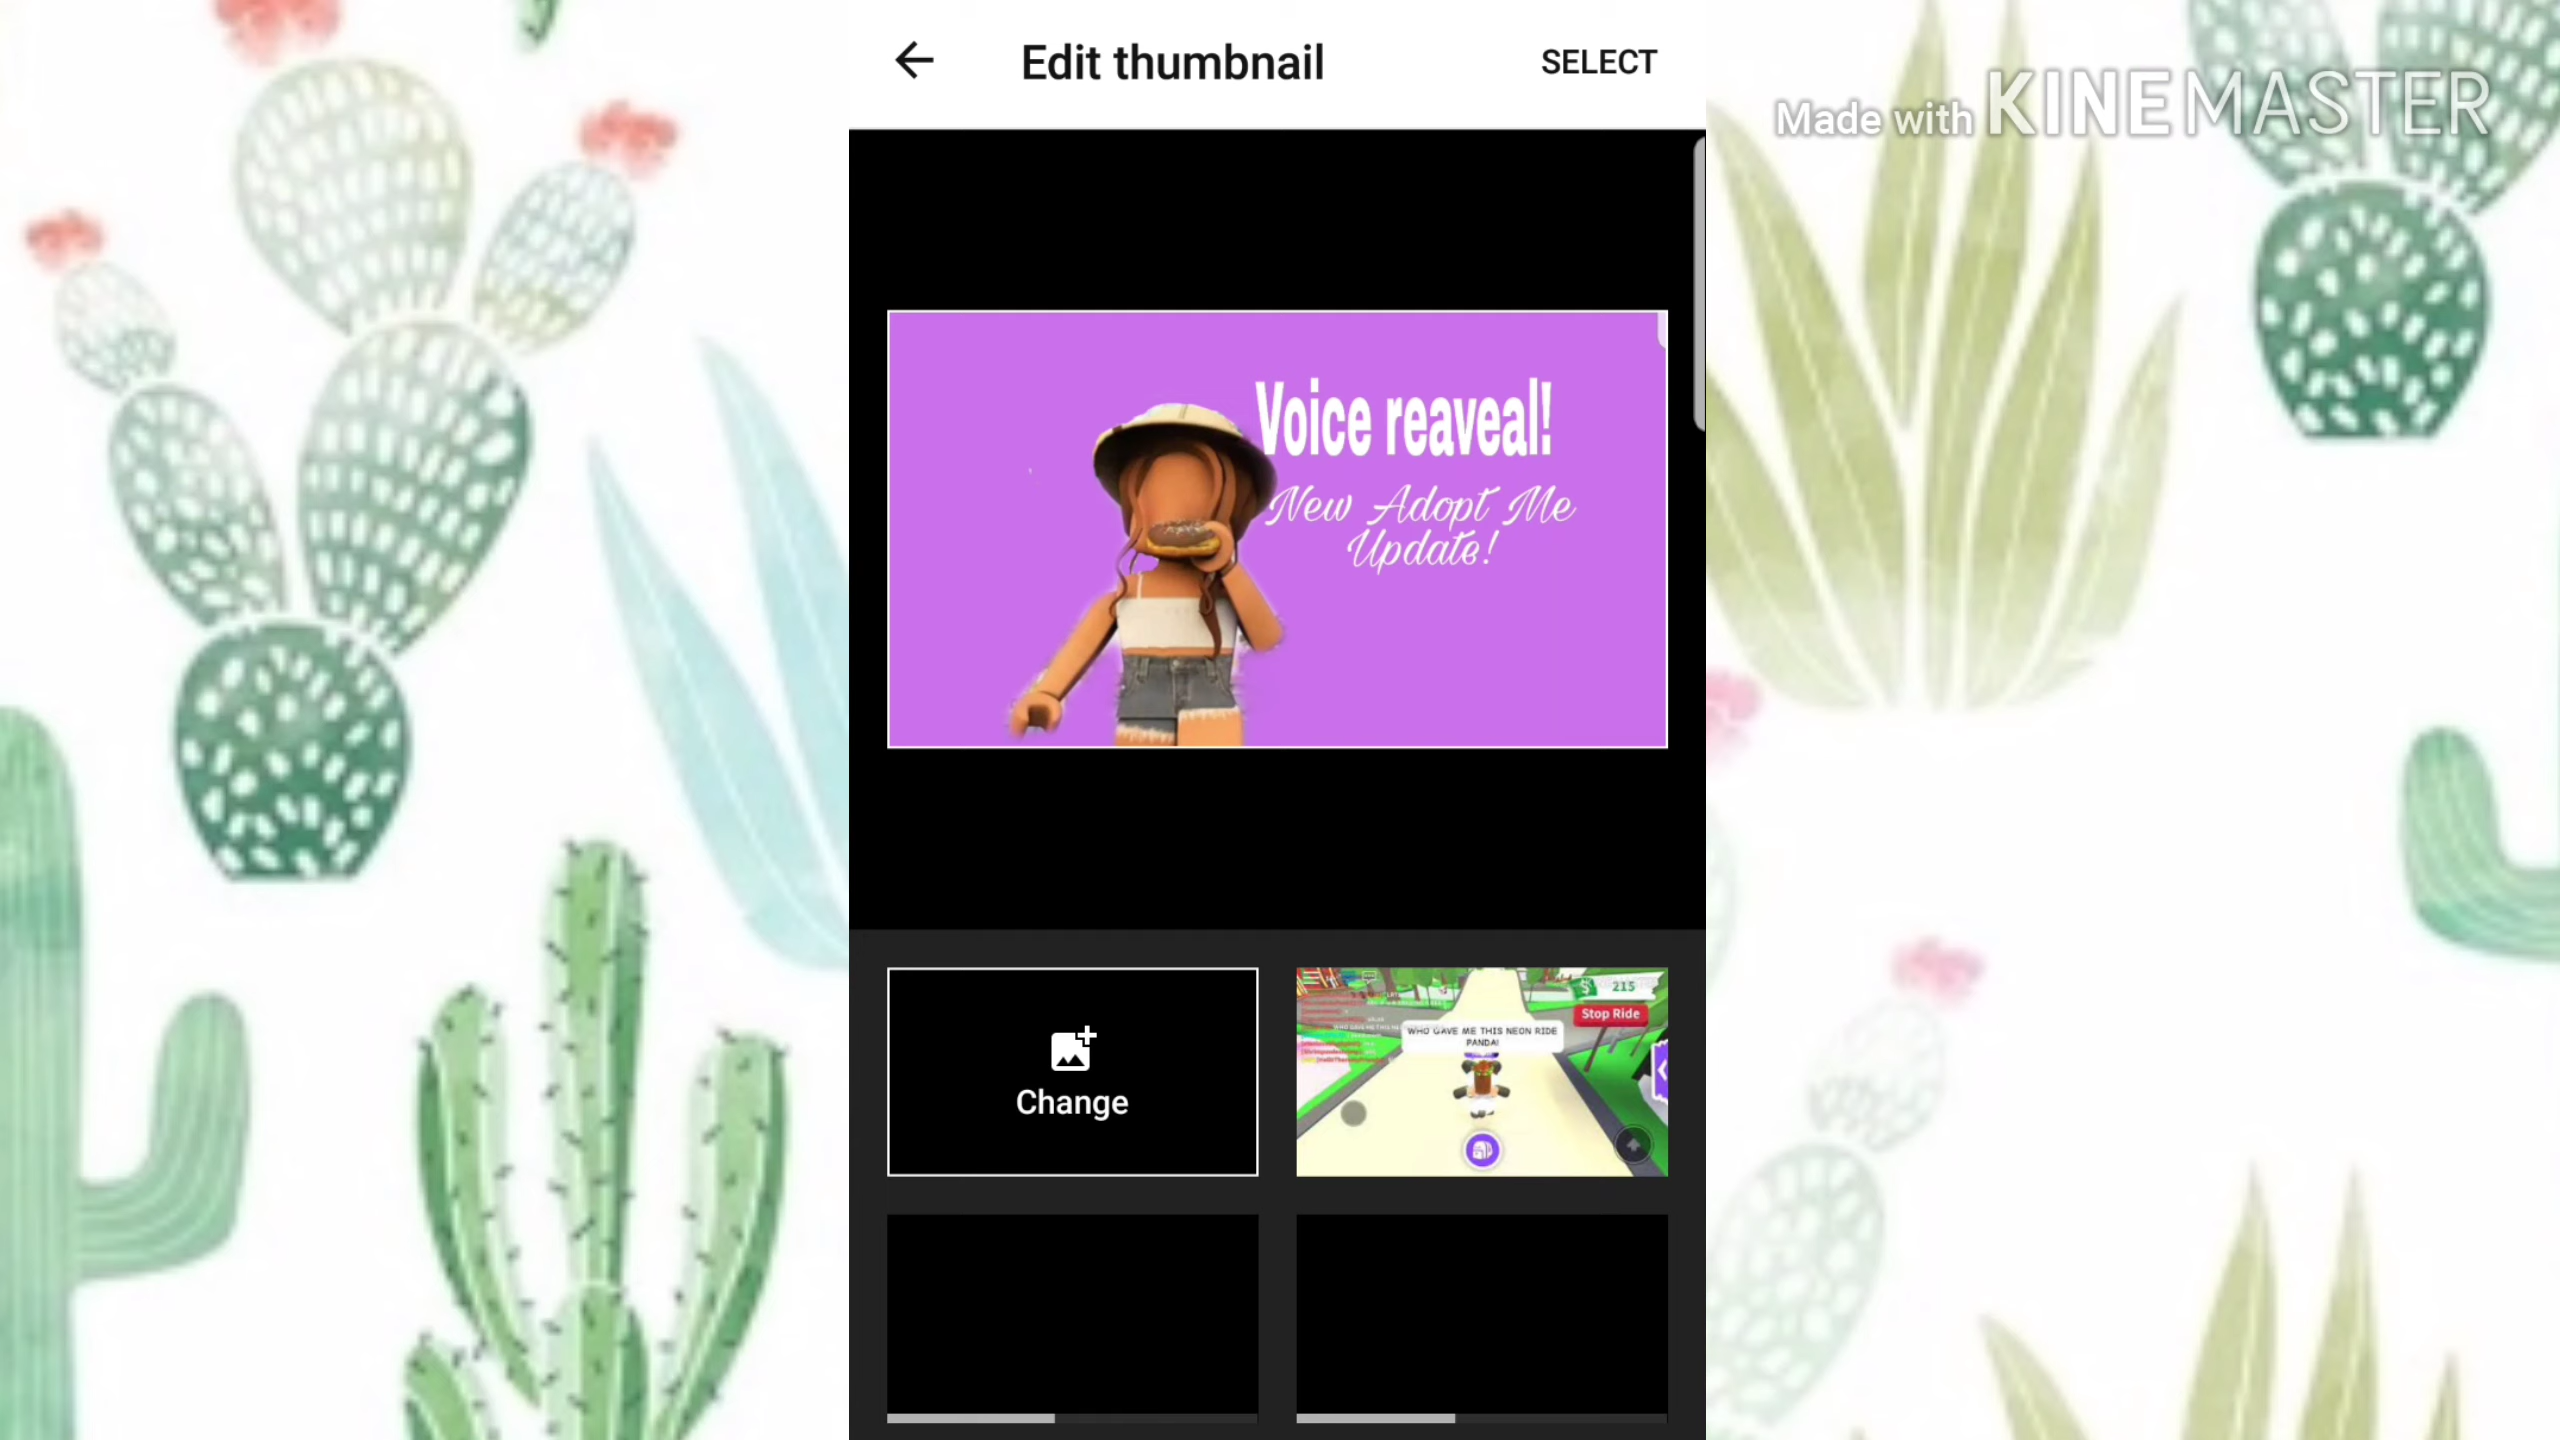 Edit thumbnail
SELECT
Made with KINEMASTER
Voice reaveal!
New Adopt Me
Update!
Change
215
Stop Ride
WHO GAVE ME THIS NEON RIDE
PANDA!